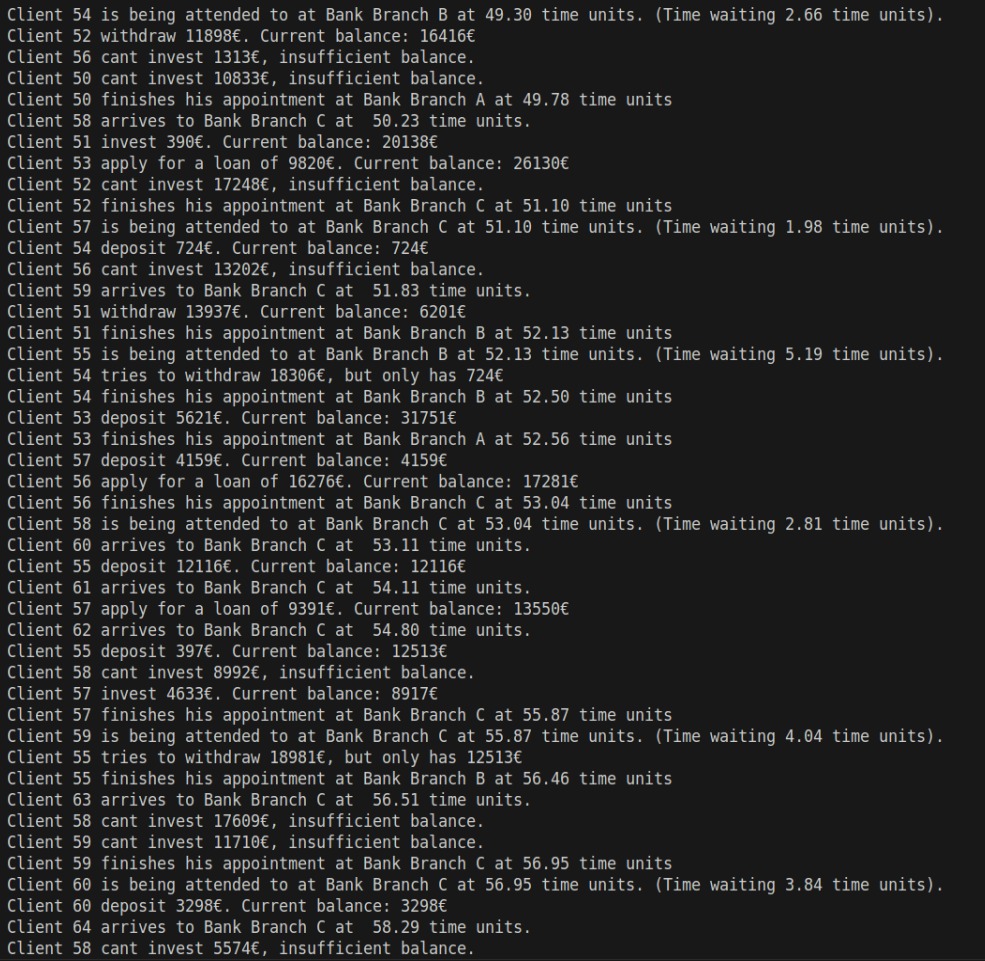 Client 54 is being attended to at Bank Branch B at 49.30 time units. (Time waiting 2.66 time units).
Client 52 withdraw 11898€. Current balance: 16416€
Client 56 cant invest 1313€, insufficient balance.
Client 50 cant invest 10833€, insufficient balance.
Client 50 finishes his appointment at Bank Branch A at 49.78 time units
Client 58 arrives to Bank Branch C at  50.23 time units.
Client 51 invest 390€. Current balance: 20138€
Client 53 apply for a loan of 9820€. Current balance: 26130€
Client 52 cant invest 17248€, insufficient balance.
Client 52 finishes his appointment at Bank Branch C at 51.10 time units
Client 57 is being attended to at Bank Branch C at 51.10 time units. (Time waiting 1.98 time units).
Client 54 deposit 724€. Current balance: 724€
Client 56 cant invest 13202€, insufficient balance.
Client 59 arrives to Bank Branch C at  51.83 time units.
Client 51 withdraw 13937€. Current balance: 6201€
Client 51 finishes his appointment at Bank Branch B at 52.13 time units
Client 55 is being attended to at Bank Branch B at 52.13 time units. (Time waiting 5.19 time units).
Client 54 tries to withdraw 18306€, but only has 724€
Client 54 finishes his appointment at Bank Branch B at 52.50 time units
Client 53 deposit 5621€. Current balance: 31751€
Client 53 finishes his appointment at Bank Branch A at 52.56 time units
Client 57 deposit 4159€. Current balance: 4159€
Client 56 apply for a loan of 16276€. Current balance: 17281€
Client 56 finishes his appointment at Bank Branch C at 53.04 time units
Client 58 is being attended to at Bank Branch C at 53.04 time units. (Time waiting 2.81 time units).
Client 60 arrives to Bank Branch C at  53.11 time units.
Client 55 deposit 12116€. Current balance: 12116€
Client 61 arrives to Bank Branch C at  54.11 time units.
Client 57 apply for a loan of 9391€. Current balance: 13550€
Client 62 arrives to Bank Branch C at  54.80 time units.
Client 55 deposit 397€. Current balance: 12513€
Client 58 cant invest 8992€, insufficient balance.
Client 57 invest 4633€. Current balance: 8917€
Client 57 finishes his appointment at Bank Branch C at 55.87 time units
Client 59 is being attended to at Bank Branch C at 55.87 time units. (Time waiting 4.04 time units).
Client 55 tries to withdraw 18981€, but only has 12513€
Client 55 finishes his appointment at Bank Branch B at 56.46 time units
Client 63 arrives to Bank Branch C at  56.51 time units.
Client 58 cant invest 17609€, insufficient balance.
Client 59 cant invest 11710€, insufficient balance.
Client 59 finishes his appointment at Bank Branch C at 56.95 time units
Client 60 is being attended to at Bank Branch C at 56.95 time units. (Time waiting 3.84 time units).
Client 60 deposit 3298€. Current balance: 3298€
Client 64 arrives to Bank Branch C at  58.29 time units.
Client 58 cant invest 5574€, insufficient balance.